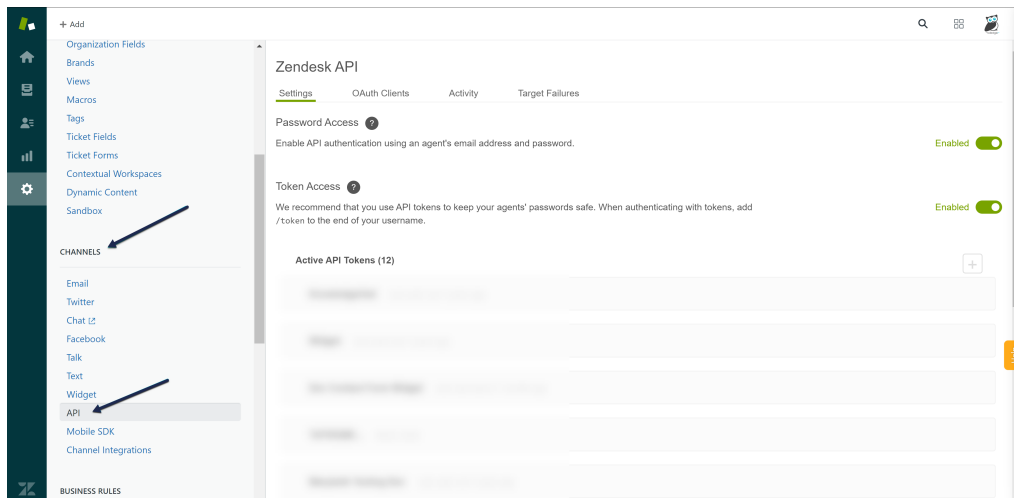 + Add
Organization Fields
Brands
Views
Macros
Tags
Ticket Fields
Ticket Forms
Contextual Workspaces
Dynamic Content
Sandbox
CHANNELS
Email
Twitter
Chat
Facebook
Talk
Text
Widget
API
Mobile SDK
Channel Integrations
BUSINESS RULES
Zendesk API
Settings OAuth Clients Activity Target Failures
Password Access ?
Enable API authentication using an agent's email address and password.
Enabled
Token Access ?
We recommend that you use API tokens to keep your agents' passwords safe. When authenticating with tokens, add
/token to the end of your username.
Enabled
Active API Tokens (12)
+